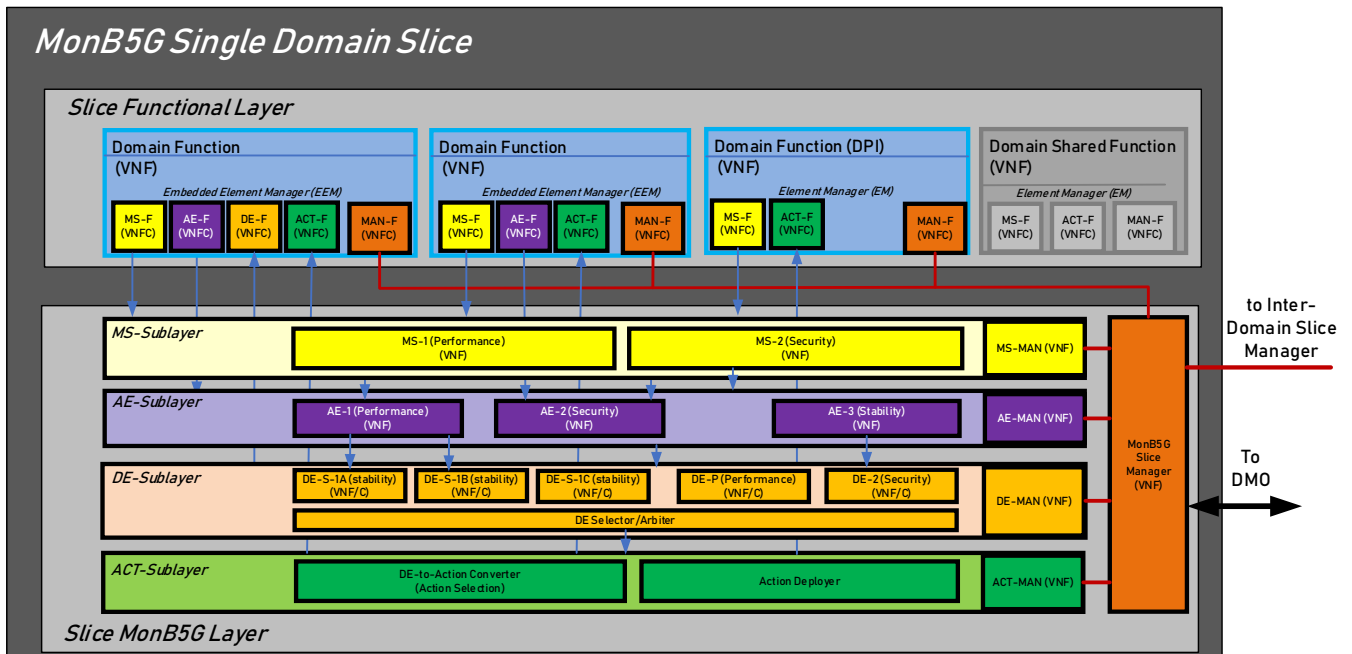 MonB5G Single Domain Slice
Slice Functional Layer
Domain Function
(VNF)
Embedded Element Manager (EEM)
MS-F
(VNFC)
AE-F
(VNFC)
DE-F
(VNFC)
ACT-F
(VNFC)
MAN-F
(VNFC)
Domain Function
(VNF)
Embedded Element Manager (EEM)
MS-F
(VNFC)
AE-F
(VNFC)
ACT-F
(VNFC)
MAN-F
(VNFC)
Domain Function (DPI)
(VNF)
Element Manager (EM)
MS-F
(VNFC)
ACT-F
(VNFC)
MAN-F
(VNFC)
Domain Shared Function
(VNF)
Element Manager (EM)
MS-F
(VNFC)
ACT-F
(VNFC)
MAN-F
(VNFC)
MS-Sublayer
MS-1 (Performance)
(VNF)
MS-2 (Security)
(VNF)
MS-MAN (VNF)
AE-Sublayer
AE-1 (Performance)
(VNF)
AE-2 (Security)
(VNF)
AE-3 (Stability)
(VNF)
AE-MAN (VNF)
DE-Sublayer
DE-S-1A (stability)
(VNF/C)
DE-S-1B (stability)
(VNF/C)
DE-S-1C (stability)
(VNF/C)
DE-P (Performance)
(VNF/C)
DE-2 (Security)
(VNF/C)
DE Selector/Arbiter
DE-MAN (VNF)
ACT-Sublayer
DE-to-Action Converter
(Action Selection)
Action Deployer
ACT-MAN (VNF)
MonB5G
Slice
Manager
(VNF)
Slice MonB5G Layer
to Inter-
Domain Slice
Manager
To
DMO